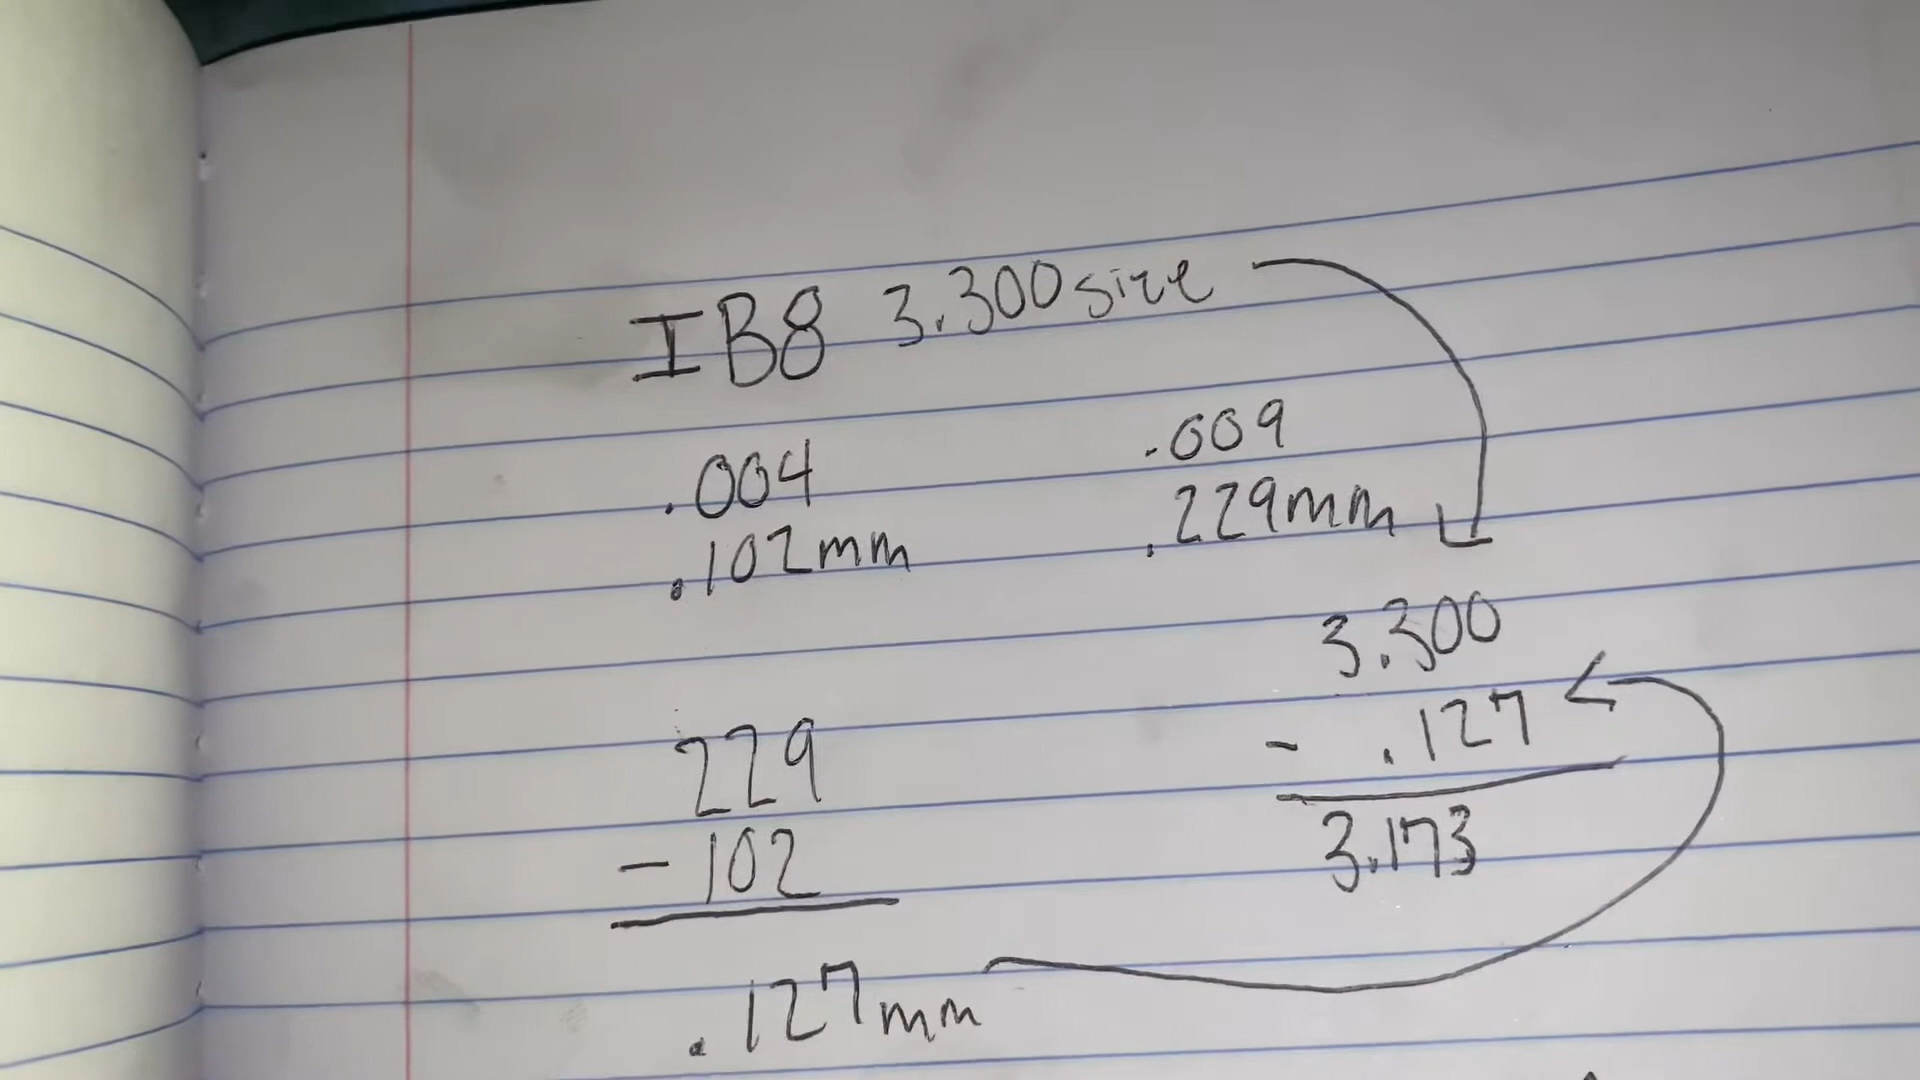 IB8 3.300 size
.004
.102mm
.009
.229mm
229
- 102
.127mm
3.300
- .127
3.173